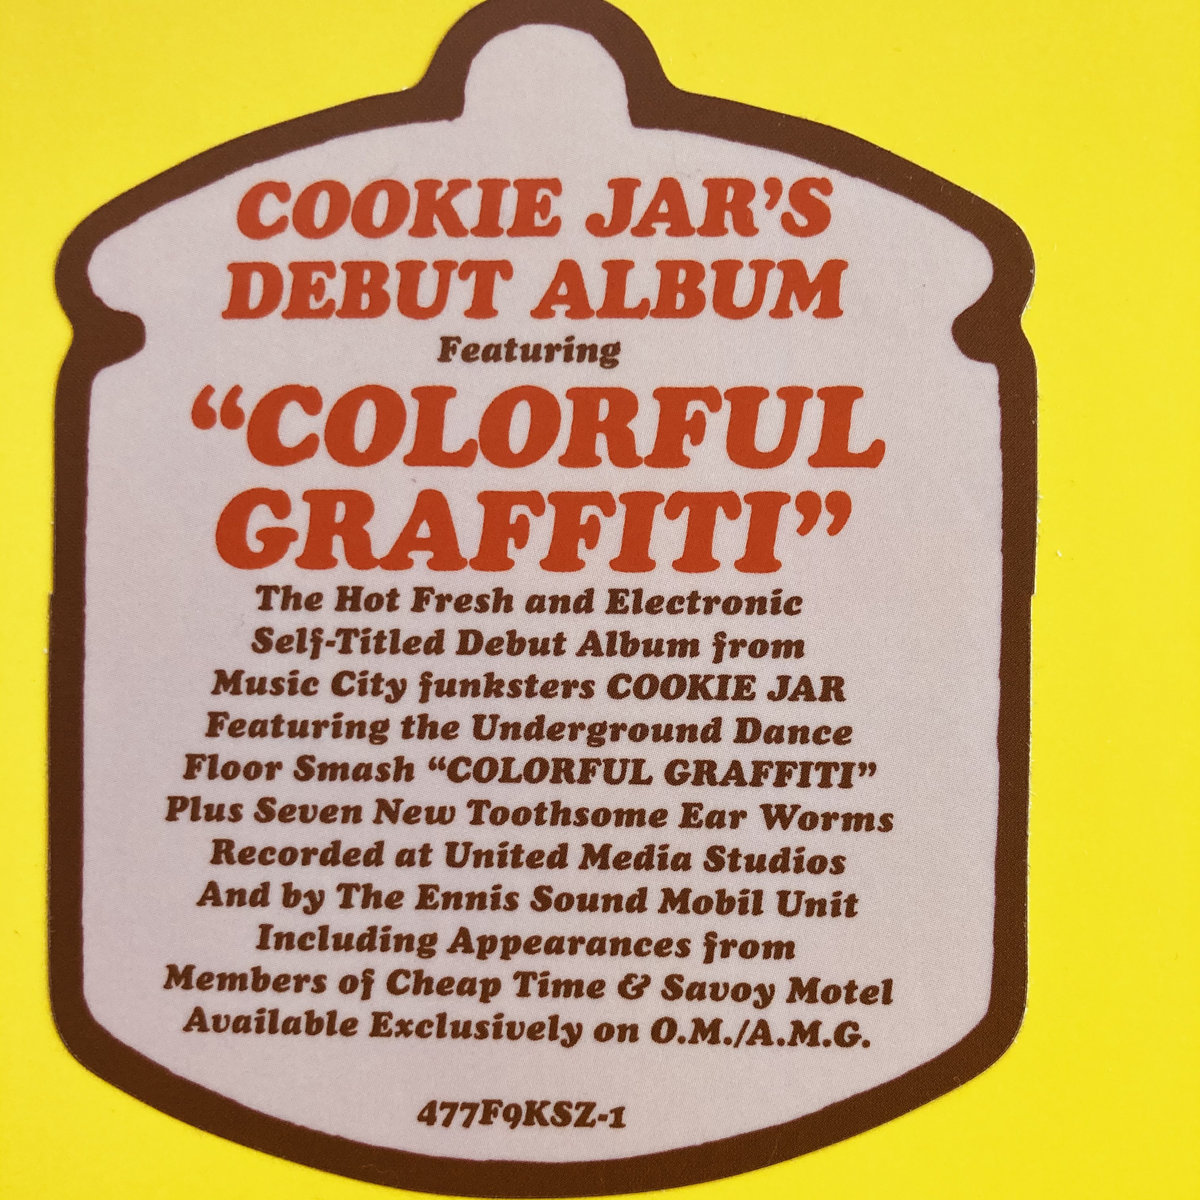 COOKIE JAR'S
DEBUT ALBUM
Featuring
“COLORFUL
GRAFFITI”
The Hot Fresh and Electronic
Self-Titled Debut Album from
Music City funksters COOKIE JAR
Featuring the Underground Dance
Floor Smash “COLORFUL GRAFFITI”
Plus Seven New Toothsome Ear Worms
Recorded at United Media Studios
And by The Ennis Sound Mobil Unit
Including Appearances from
Members of Cheap Time & Savoy Motel
Available Exclusively on O.M./A.M.G.
477F9KSZ-1